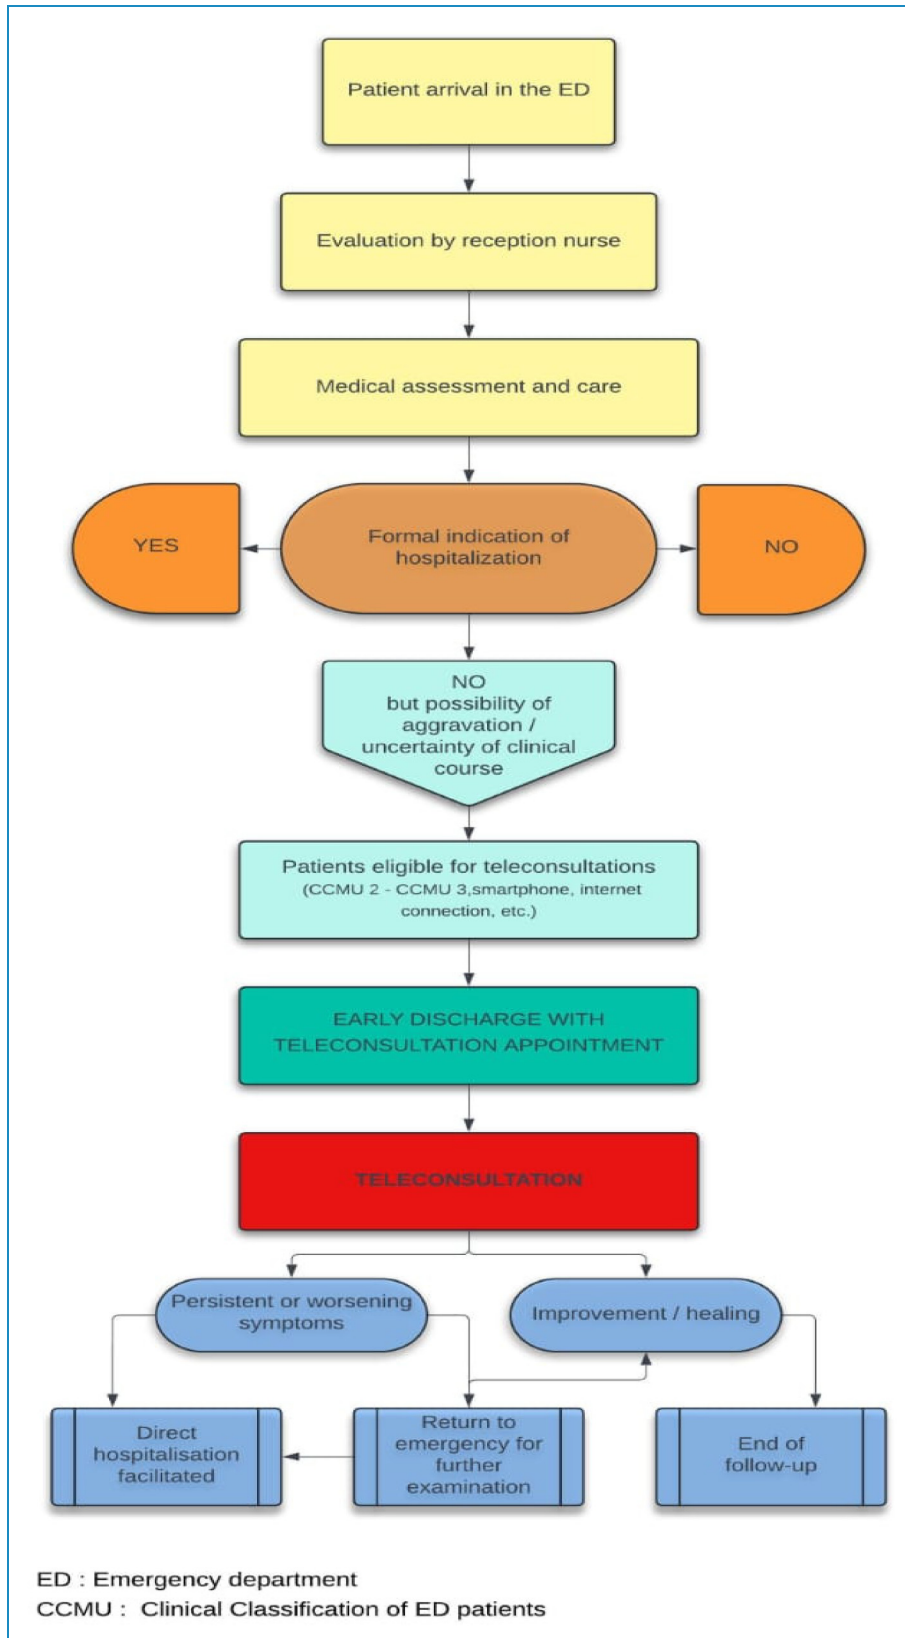 Patient arrival in the ED
Evaluation by reception nurse
Medical assessment and care
YES
Formal indication of
hospitalization
NO
NO
but possibility of
aggravation /
uncertainty of clinical
course
Patients eligible for teleconsultations
(CCMU 2 - CCMU 3,smartphone, internet
connection, etc.)
EARLY DISCHARGE WITH
TELECONSULTATION APPOINTMENT
TELECONSULTATION
Persistent or worsening
symptoms
Improvement / healing
Direct
hospitalisation
facilitated
Return to
emergency for
further
examination
End of
follow-up
ED : Emergency department
CCMU : Clinical Classification of ED patients